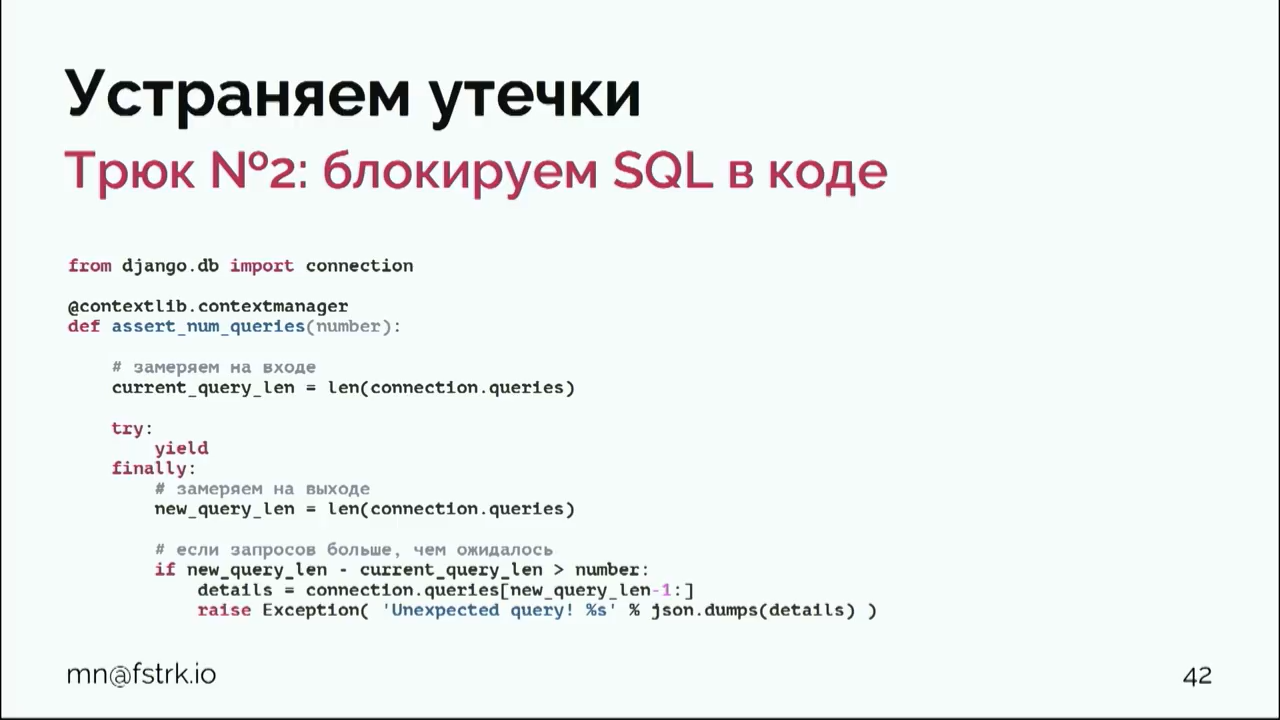 Устраняем утечки
Трюк №2: блокируем SQL в коде
from django.db import connection
@contextlib.contextmanager
def assert_num_queries(number):
# замеряем на входе
current_query_len = len(connection.queries)
try:
yield
finally:
# замеряем на выходе
new_query_len = len(connection.queries)
# если запросов больше, чем ожидалось
if new_query_len - current_query_len > number:
details = connection.queries[new_query_len-1:]
raise Exception( 'Unexpected query! %s' % json.dumps(details) )
mn@fstrk.io
42